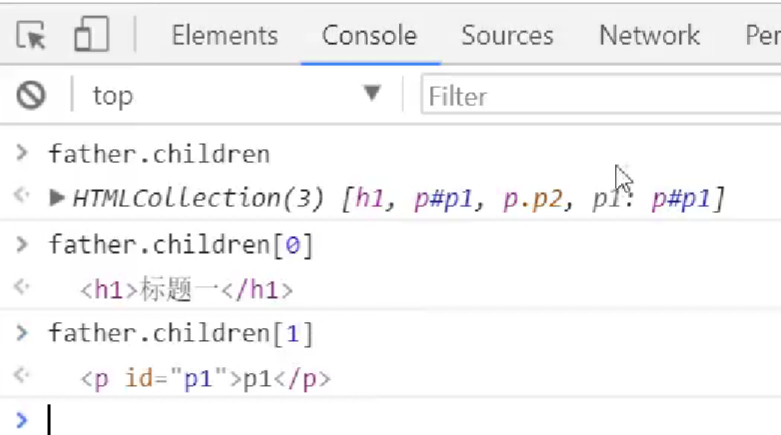 Elements Console Sources Network Per
top Filter
> father.children
HTMLCollection(3) [h1, p#p1, p.p2, p1: p#p1]
> father.children[0]
<h1>标题一</h1>
> father.children[1]
<p id="p1">p1</p>
>